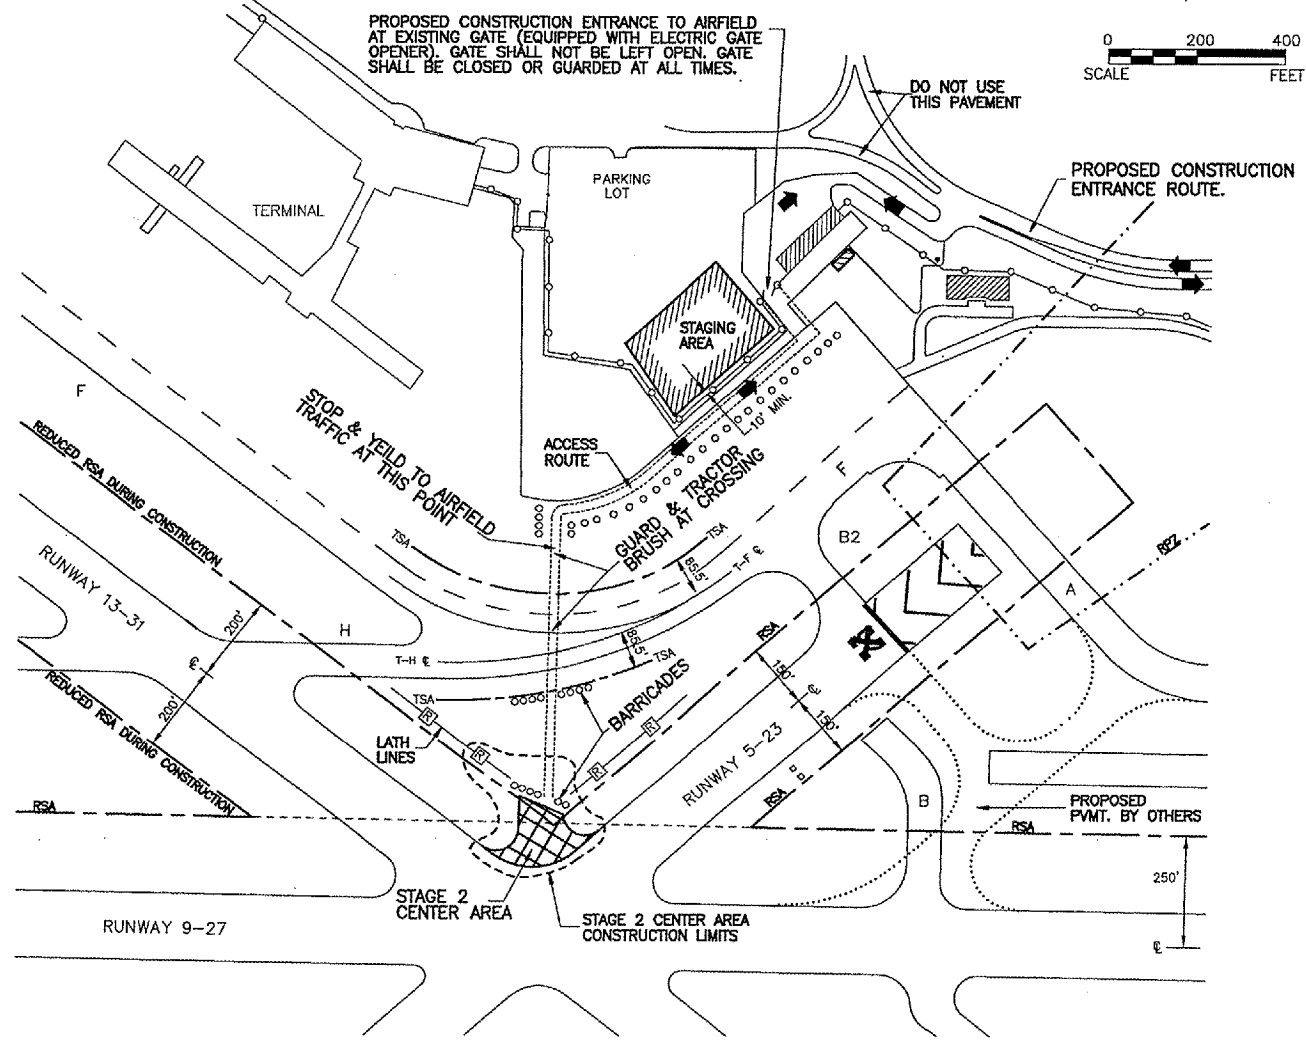 PROPOSED CONSTRUCTION ENTRANCE TO AIRFIELD
AT EXISTING GATE (EQUIPPED WITH ELECTRIC GATE
OPENER). GATE SHALL NOT BE LEFT OPEN. GATE
SHALL BE CLOSED OR GUARDED AT ALL TIMES.
0 200 400
SCALE FEET
DO NOT USE
THIS PAVEMENT
PROPOSED CONSTRUCTION
ENTRANCE ROUTE.
PARKING
LOT
TERMINAL
STAGING
AREA
10' MIN.
F
STOP & YEILD TO AIRFIELD
TRAFFIC AT THIS POINT
ACCESS
ROUTE
GUARD & TRACTOR
BRUSH AT CROSSING
F
REDUCED RSA DURING CONSTRUCTION
TSA
TSA
85.5'
T-F ℄
B2
RPZ
A
RUNWAY 13-31
200'
℄
200'
H
T-H ℄
85.5'
TSA
TSA
RSA
REDUCED RSA DURING CONSTRUCTION
BARRICADES
150'
℄
150'
R
R
R
R
LATH
LINES
RUNWAY 5-23
RSA
RSA
B
PROPOSED
PVMT. BY OTHERS
RSA
250'
℄
STAGE 2
CENTER AREA
STAGE 2 CENTER AREA
CONSTRUCTION LIMITS
RUNWAY 9-27